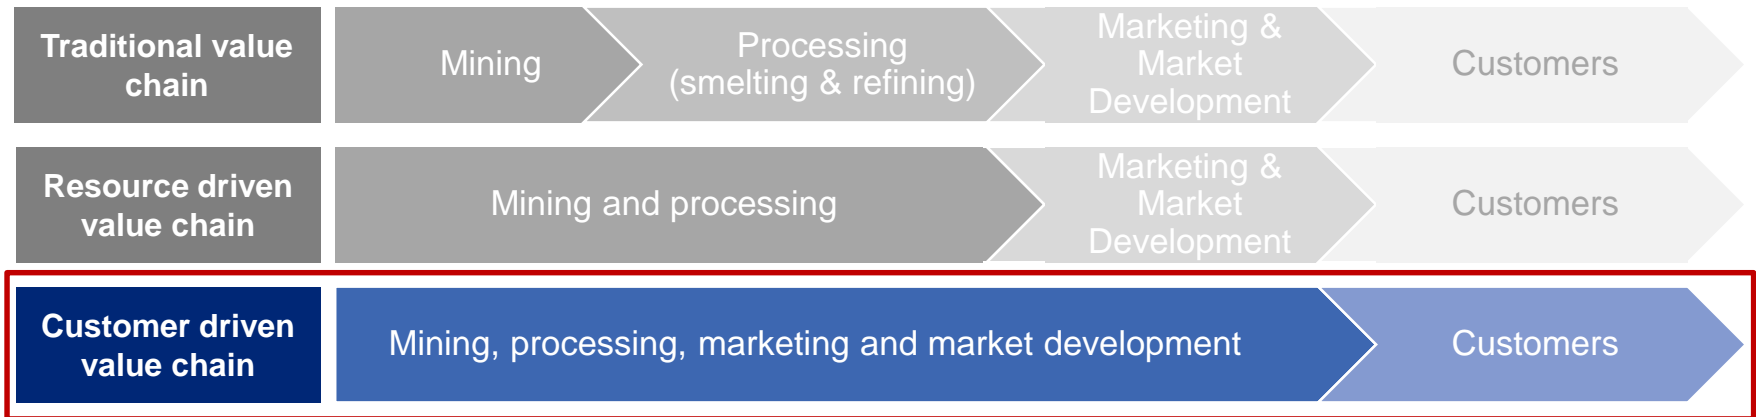 Traditional value
chain
Mining
Processing
(smelting & refining)
Marketing &
Market
Development
Customers
Resource driven
value chain
Mining and processing
Marketing &
Market
Development
Customers
Customer driven
value chain
Mining, processing, marketing and market development
Customers